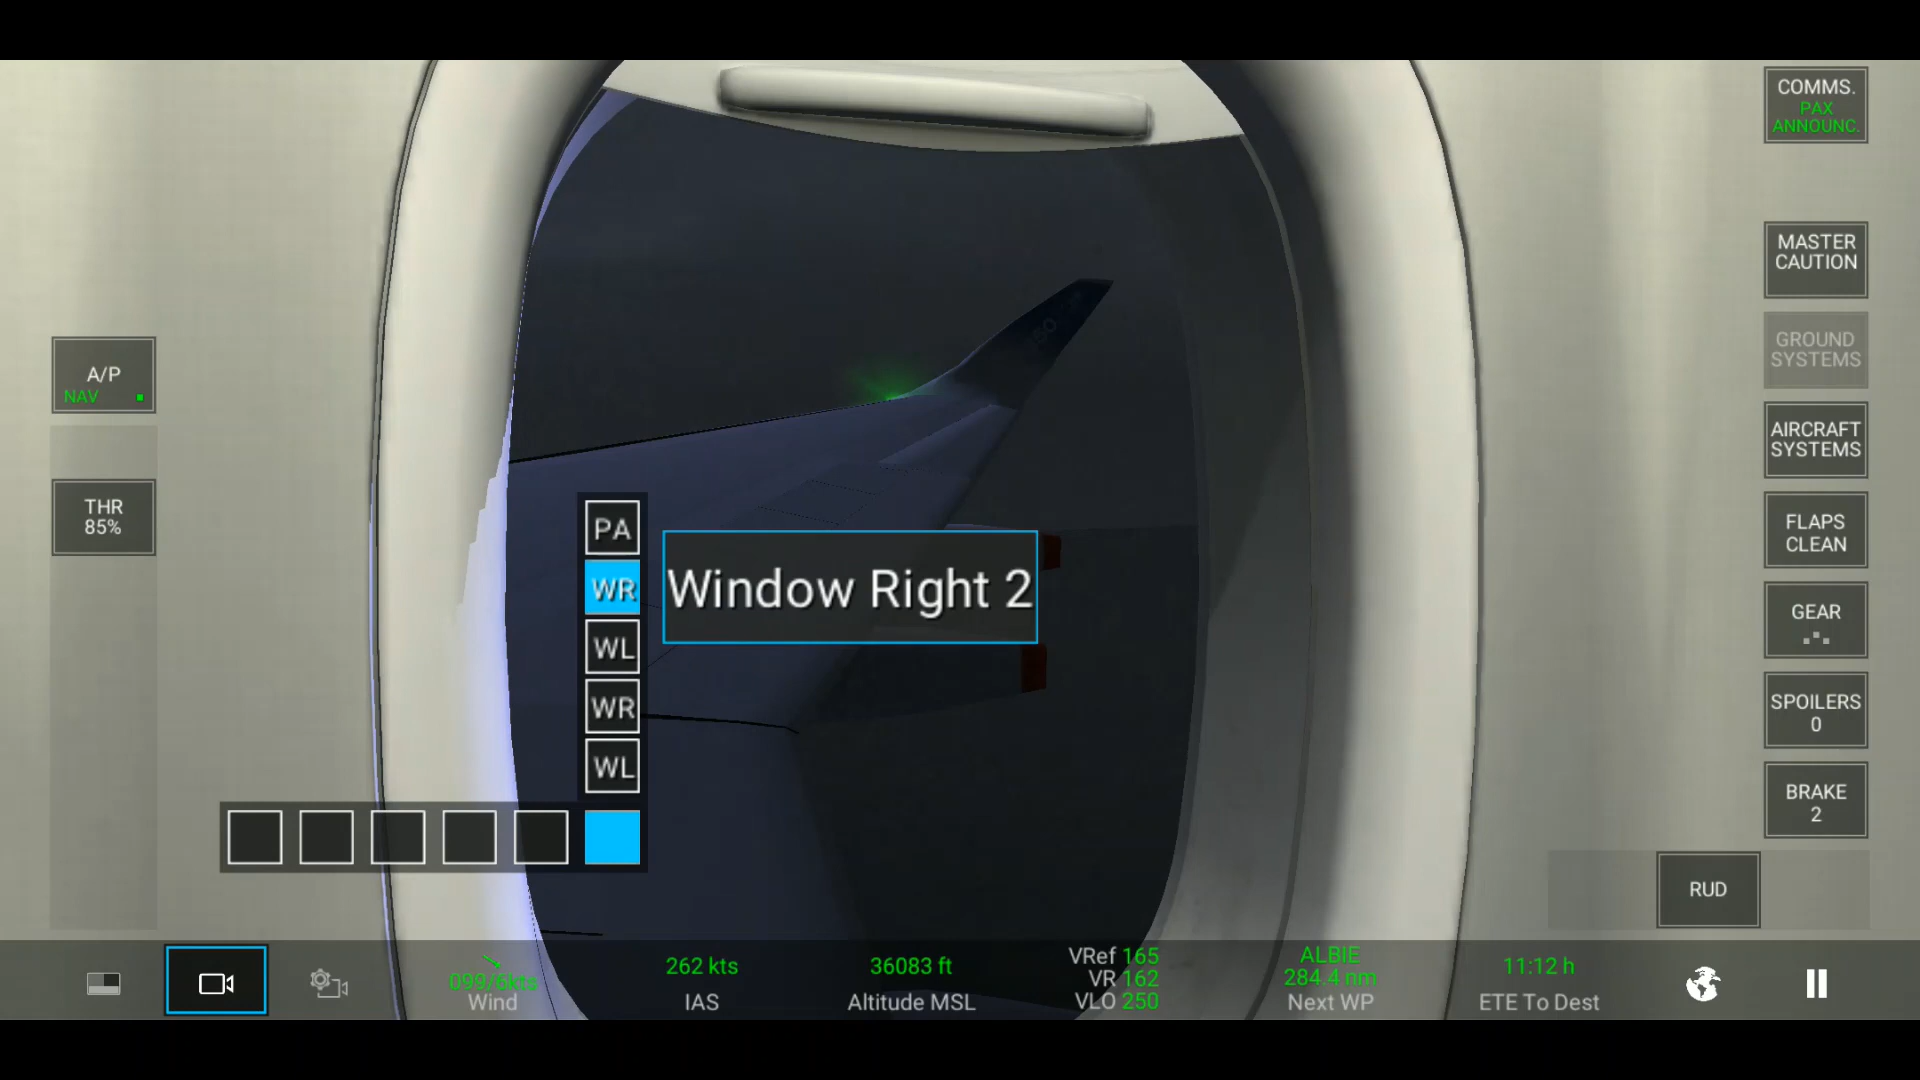 COMMS.
PAX
ANNOUNC.
MASTER
CAUTION
GROUND
SYSTEMS
A/P
NAV
AIRCRAFT
SYSTEMS
THR
85%
PA
WR
Window Right 2
WL
WR
WL
FLAPS
CLEAN
GEAR
SPOILERS
0
BRAKE
2
RUD
099/6kts
Wind
262 kts
IAS
36083 ft
Altitude MSL
VRef 165
VR 162
VLO 250
ALBIE
284.4 nm
Next WP
11:12 h
ETE To Dest